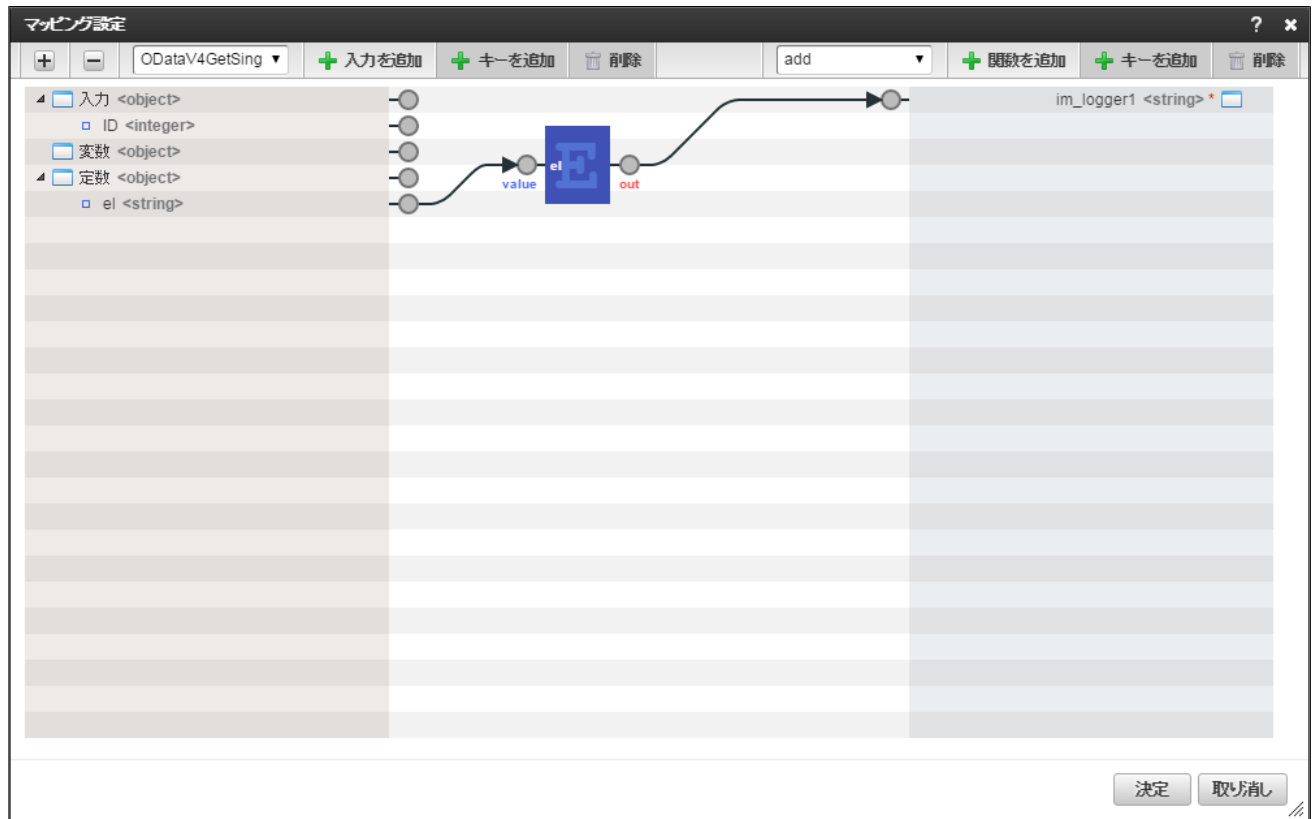 マッピング設定 ? ×
ODataV4GetSing 入力を追加 キーを追加 削除 add 関数を追加 キーを追加 削除
入力 <object> im_logger1 <string> *
ID <integer>
変数 <object>
el
E
value out
定数 <object>
el <string>
決定 取り消し